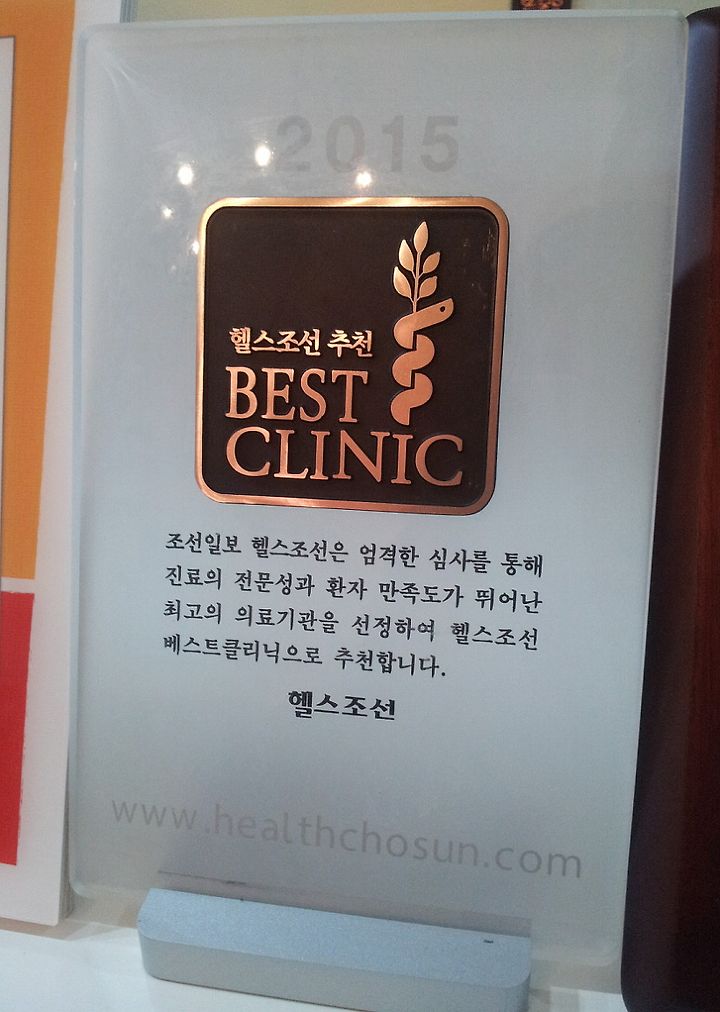 2015
헬스조선 추천
BEST
CLINIC
조선일보 헬스조선은 엄격한 심사를 통해
진료의 전문성과 환자 만족도가 뛰어난
최고의 의료기관을 선정하여 헬스조선
베스트클리닉으로 추천합니다.
헬스조선
www.healthchosun.com